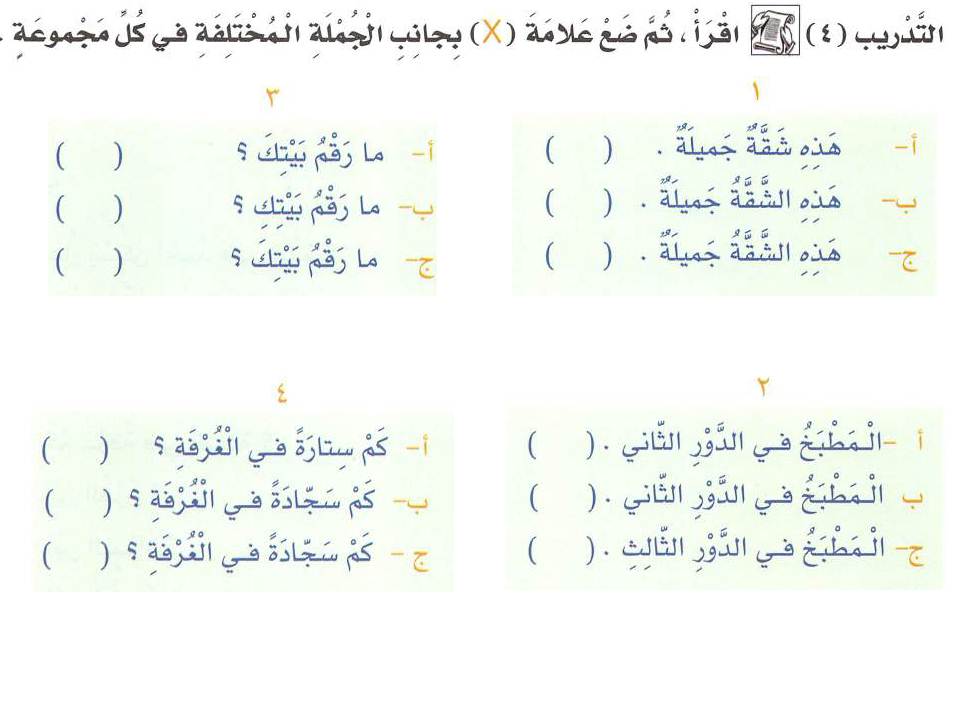 التَّدْريب (٤) اقْرَأْ ، ثُمَّ ضَعْ عَلامَةَ (X) بِجانِبِ الْجُمْلَةِ الْمُخْتَلِفَةِ في كُلِّ مَجْموعَةٍ .
١
أ- هَذِهِ شَقَّةٌ جَميلَةٌ . ( )
ب- هَذِهِ الشَّقَّةُ جَميلَةٌ . ( )
ج- هَذِهِ الشَّقَّةُ جَميلَةٌ . ( )
٢
أ- الْمَطْبَخُ في الدَّوْرِ الثَّاني . ( )
ب الْمَطْبَخُ في الدَّوْرِ الثَّاني . ( )
ج- الْمَطْبَخُ في الدَّوْرِ الثَّالِثِ . ( )
٣
أ- ما رَقْمُ بَيْتِكَ ؟ ( )
ب- ما رَقْمُ بَيْتِكِ ؟ ( )
ج- ما رَقْمُ بَيْتِكَ ؟ ( )
٤
أ- كَمْ ستارَةً في الْغُرْفَةِ ؟ ( )
ب- كَمْ سَجّادَةً في الْغُرْفَةِ ؟ ( )
ج - كَمْ سَجّادَةً في الْغُرْفَةِ ؟ ( )